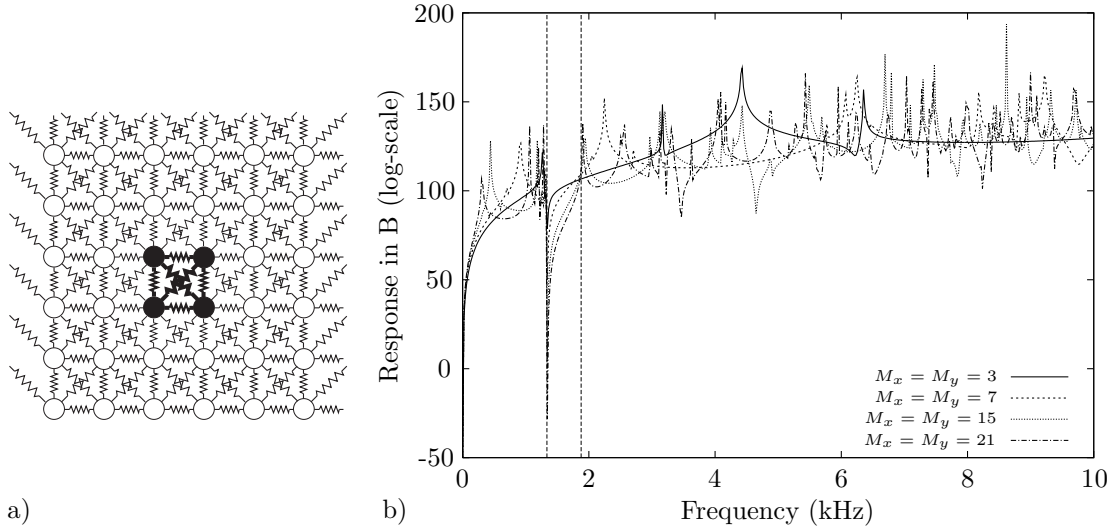 200
150
100
50
0
-50
Response in B (log-scale)
M_x = M_y = 3
M_x = M_y = 7
M_x = M_y = 15
M_x = M_y = 21
0 2 4 6 8 10
a) b) Frequency (kHz)